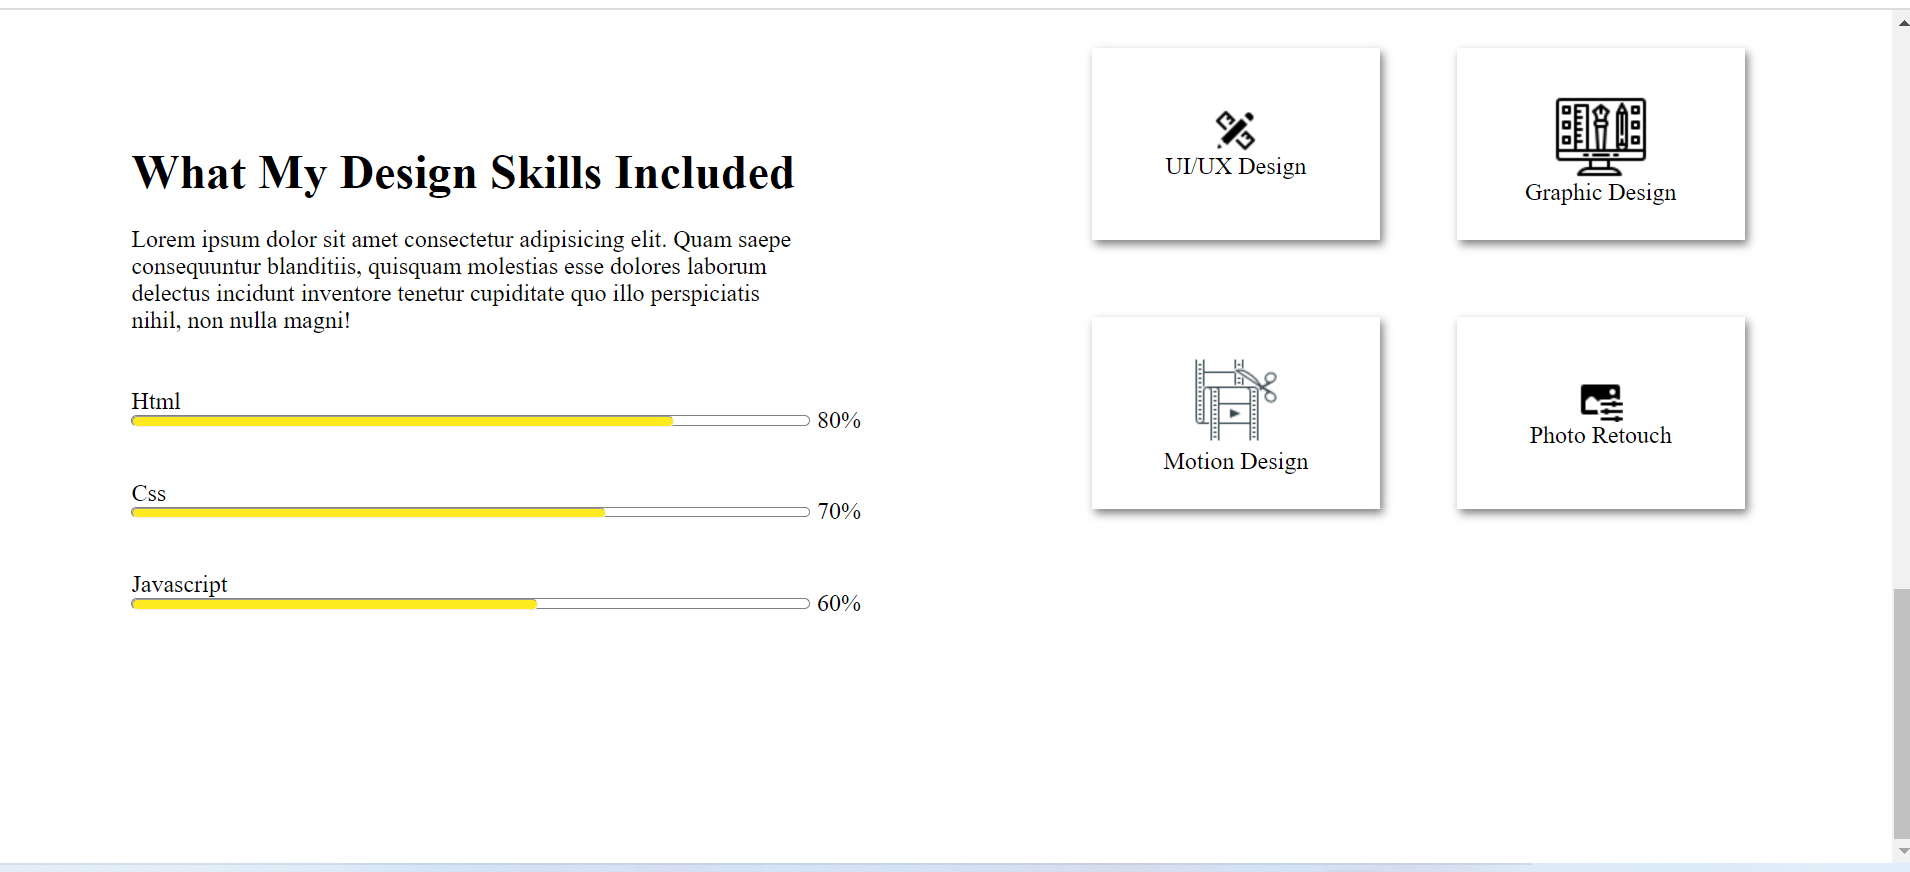 What My Design Skills Included
Lorem ipsum dolor sit amet consectetur adipisicing elit. Quam saepe
consequuntur blanditiis, quisquam molestias esse dolores laborum
delectus incidunt inventore tenetur cupiditate quo illo perspiciatis
nihil, non nulla magni!
Html
80%
Css
70%
Javascript
60%
UI/UX Design
Graphic Design
Motion Design
Photo Retouch